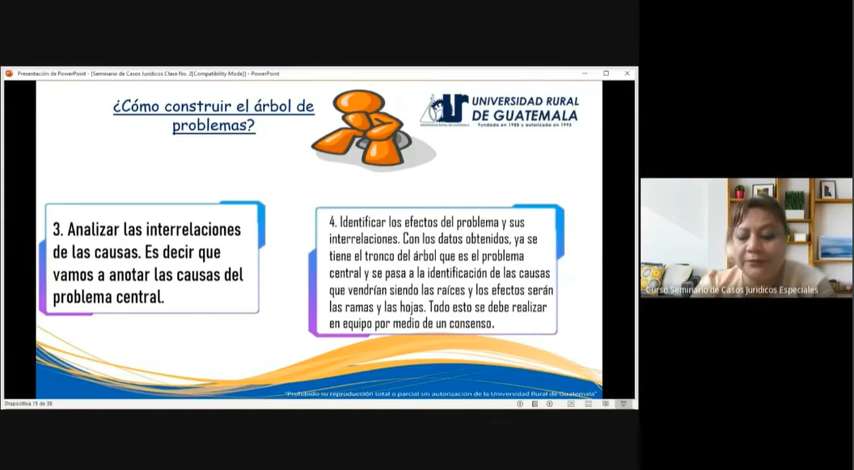 Presentación de PowerPoint - [Seminario de Casos Jurídicos Clase No. 2[Compatibility Mode]] - PowerPoint
¿Cómo construir el árbol de
problemas?
UNIVERSIDAD RURAL
DE GUATEMALA
Fundada en 1988 y autorizada en 1995
3. Analizar las interrelaciones
de las causas. Es decir que
vamos a anotar las causas del
problema central.
4. Identificar los efectos del problema y sus
interrelaciones. Con los datos obtenidos, ya se
tiene el tronco del árbol que es el problema
central y se pasa a la identificación de las causas
que vendrían siendo las raíces y los efectos serán
las ramas y las hojas. Todo esto se debe realizar
en equipo por medio de un consenso.
"Prohibido su reproducción total o parcial sin autorización de la Universidad Rural de Guatemala"
Diapositiva 15 de 38
Curso Seminario de Casos Juridicos Especiales